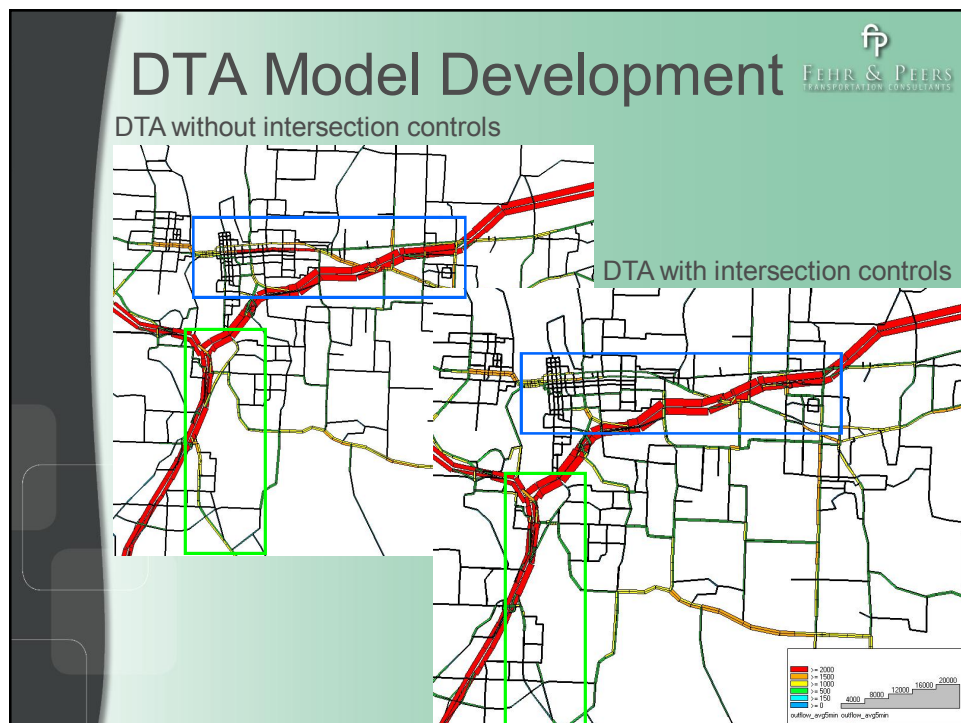 DTA Model Development
fp
FEHR & PEERS
TRANSPORTATION CONSULTANTS
DTA without intersection controls
DTA with intersection controls
>= 2000
>= 1500
>= 1000
>= 500
>= 150
>= 0
4000 8000 12000 16000 20000
outflow_avg5min outflow_avg5min